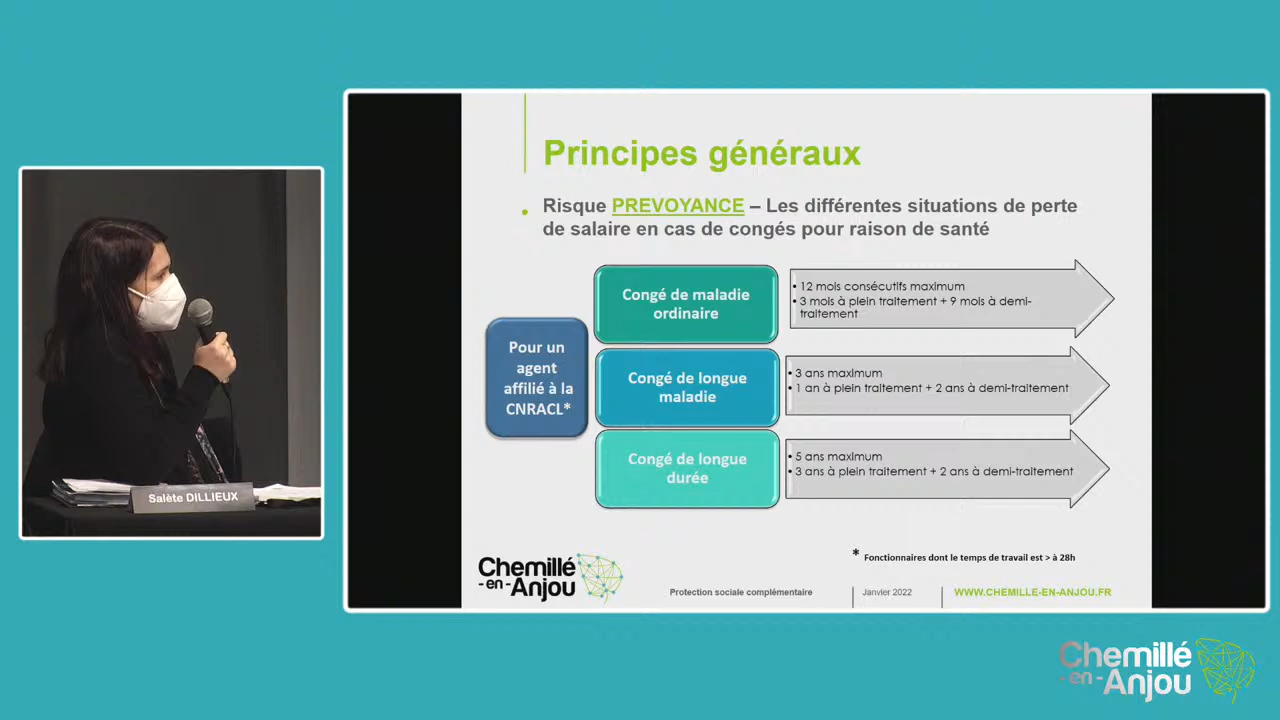 Principes généraux
• Risque PREVOYANCE – Les différentes situations de perte
de salaire en cas de congés pour raison de santé
Pour un
agent
affilié à la
CNRACL*
Congé de maladie
ordinaire
• 12 mois consécutifs maximum
• 3 mois à plein traitement + 9 mois à demi-
traitement
Congé de longue
maladie
• 3 ans maximum
• 1 an à plein traitement + 2 ans à demi-traitement
Congé de longue
durée
• 5 ans maximum
• 3 ans à plein traitement + 2 ans à demi-traitement
* Fonctionnaires dont le temps de travail est > à 28h
Chemillé
-en-Anjou
Protection sociale complémentaire
Janvier 2022
WWW.CHEMILLE-EN-ANJOU.FR
Salète DILLIEUX
Chemillé
-en-Anjou